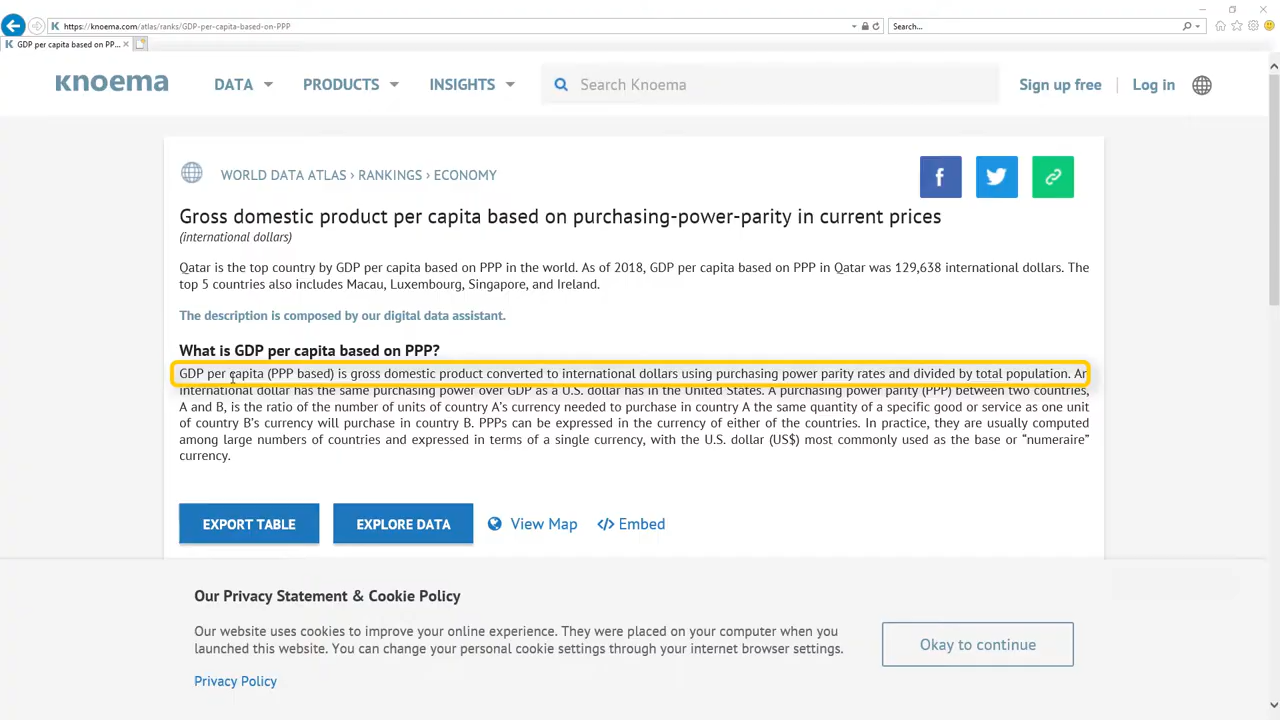 https://knoema.com/atlas/ranks/GDP-per-capita-based-on-PPP
Search...
K GDP per capita based on PP...
knoema
DATA
PRODUCTS
INSIGHTS
Search Knoema
Sign up free
Log in
WORLD DATA ATLAS › RANKINGS › ECONOMY
Gross domestic product per capita based on purchasing-power-parity in current prices
(international dollars)
Qatar is the top country by GDP per capita based on PPP in the world. As of 2018, GDP per capita based on PPP in Qatar was 129,638 international dollars. The
top 5 countries also includes Macau, Luxembourg, Singapore, and Ireland.
The description is composed by our digital data assistant.
What is GDP per capita based on PPP?
GDP per capita (PPP based) is gross domestic product converted to international dollars using purchasing power parity rates and divided by total population. An
international dollar has the same purchasing power over GDP as a U.S. dollar has in the United States. A purchasing power parity (PPP) between two countries,
A and B, is the ratio of the number of units of country A’s currency needed to purchase in country A the same quantity of a specific good or service as one unit
of country B’s currency will purchase in country B. PPPs can be expressed in the currency of either of the countries. In practice, they are usually computed
among large numbers of countries and expressed in terms of a single currency, with the U.S. dollar (US$) most commonly used as the base or “numeraire”
currency.
EXPORT TABLE
EXPLORE DATA
View Map
</> Embed
Our Privacy Statement & Cookie Policy
Our website uses cookies to improve your online experience. They were placed on your computer when you
launched this website. You can change your personal cookie settings through your internet browser settings.
Okay to continue
Privacy Policy